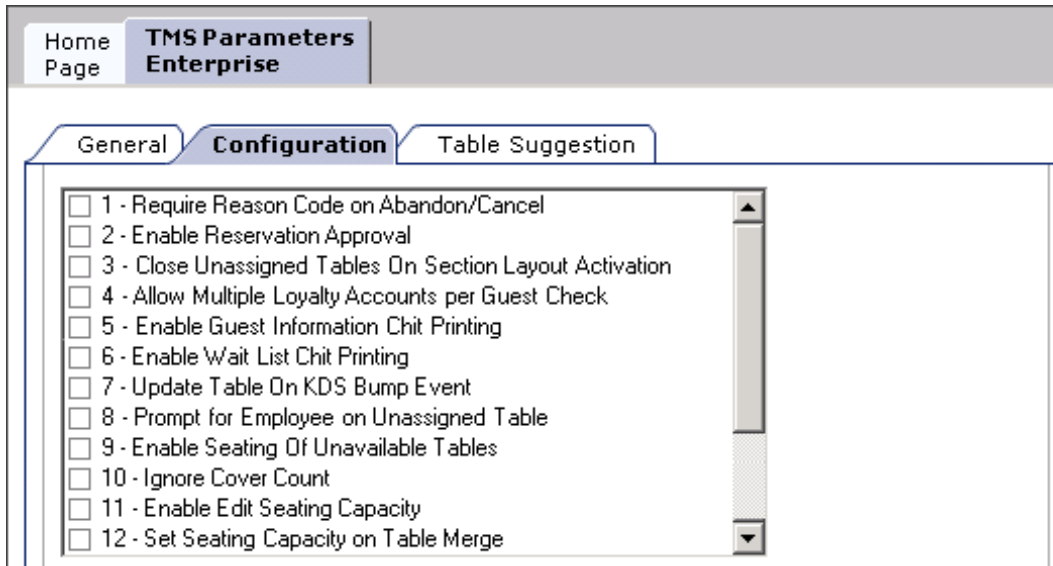 Home Page
TMS Parameters Enterprise
General
Configuration
Table Suggestion
1 - Require Reason Code on Abandon/Cancel
2 - Enable Reservation Approval
3 - Close Unassigned Tables On Section Layout Activation
4 - Allow Multiple Loyalty Accounts per Guest Check
5 - Enable Guest Information Chit Printing
6 - Enable Wait List Chit Printing
7 - Update Table On KDS Bump Event
8 - Prompt for Employee on Unassigned Table
9 - Enable Seating Of Unavailable Tables
10 - Ignore Cover Count
11 - Enable Edit Seating Capacity
12 - Set Seating Capacity on Table Merge